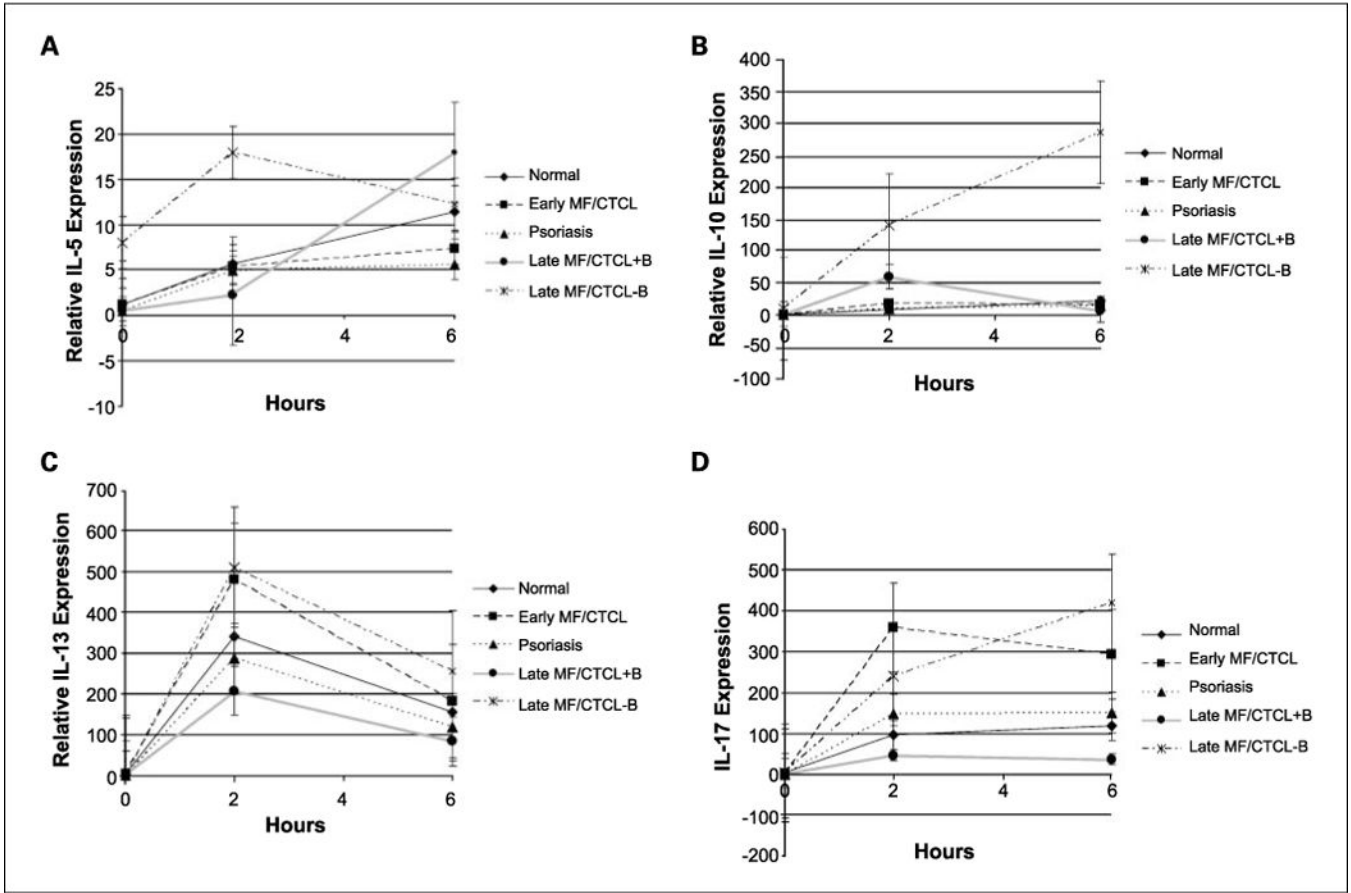 A
Relative IL-5 Expression
25
20
15
10
5
0
-5
-10
0
2
4
6
Hours
Normal
Early MF/CTCL
Psoriasis
Late MF/CTCL+B
Late MF/CTCL-B
B
Relative IL-10 Expression
400
350
300
250
200
150
100
50
0
-50
-100
0
2
4
6
Hours
Normal
Early MF/CTCL
Psoriasis
Late MF/CTCL+B
Late MF/CTCL-B
C
Relative IL-13 Expression
700
600
500
400
300
200
100
0
0
2
4
6
Hours
Normal
Early MF/CTCL
Psoriasis
Late MF/CTCL+B
Late MF/CTCL-B
D
IL-17 Expression
600
500
400
300
200
100
0
-100
-200
0
2
4
6
Hours
Normal
Early MF/CTCL
Psoriasis
Late MF/CTCL+B
Late MF/CTCL-B